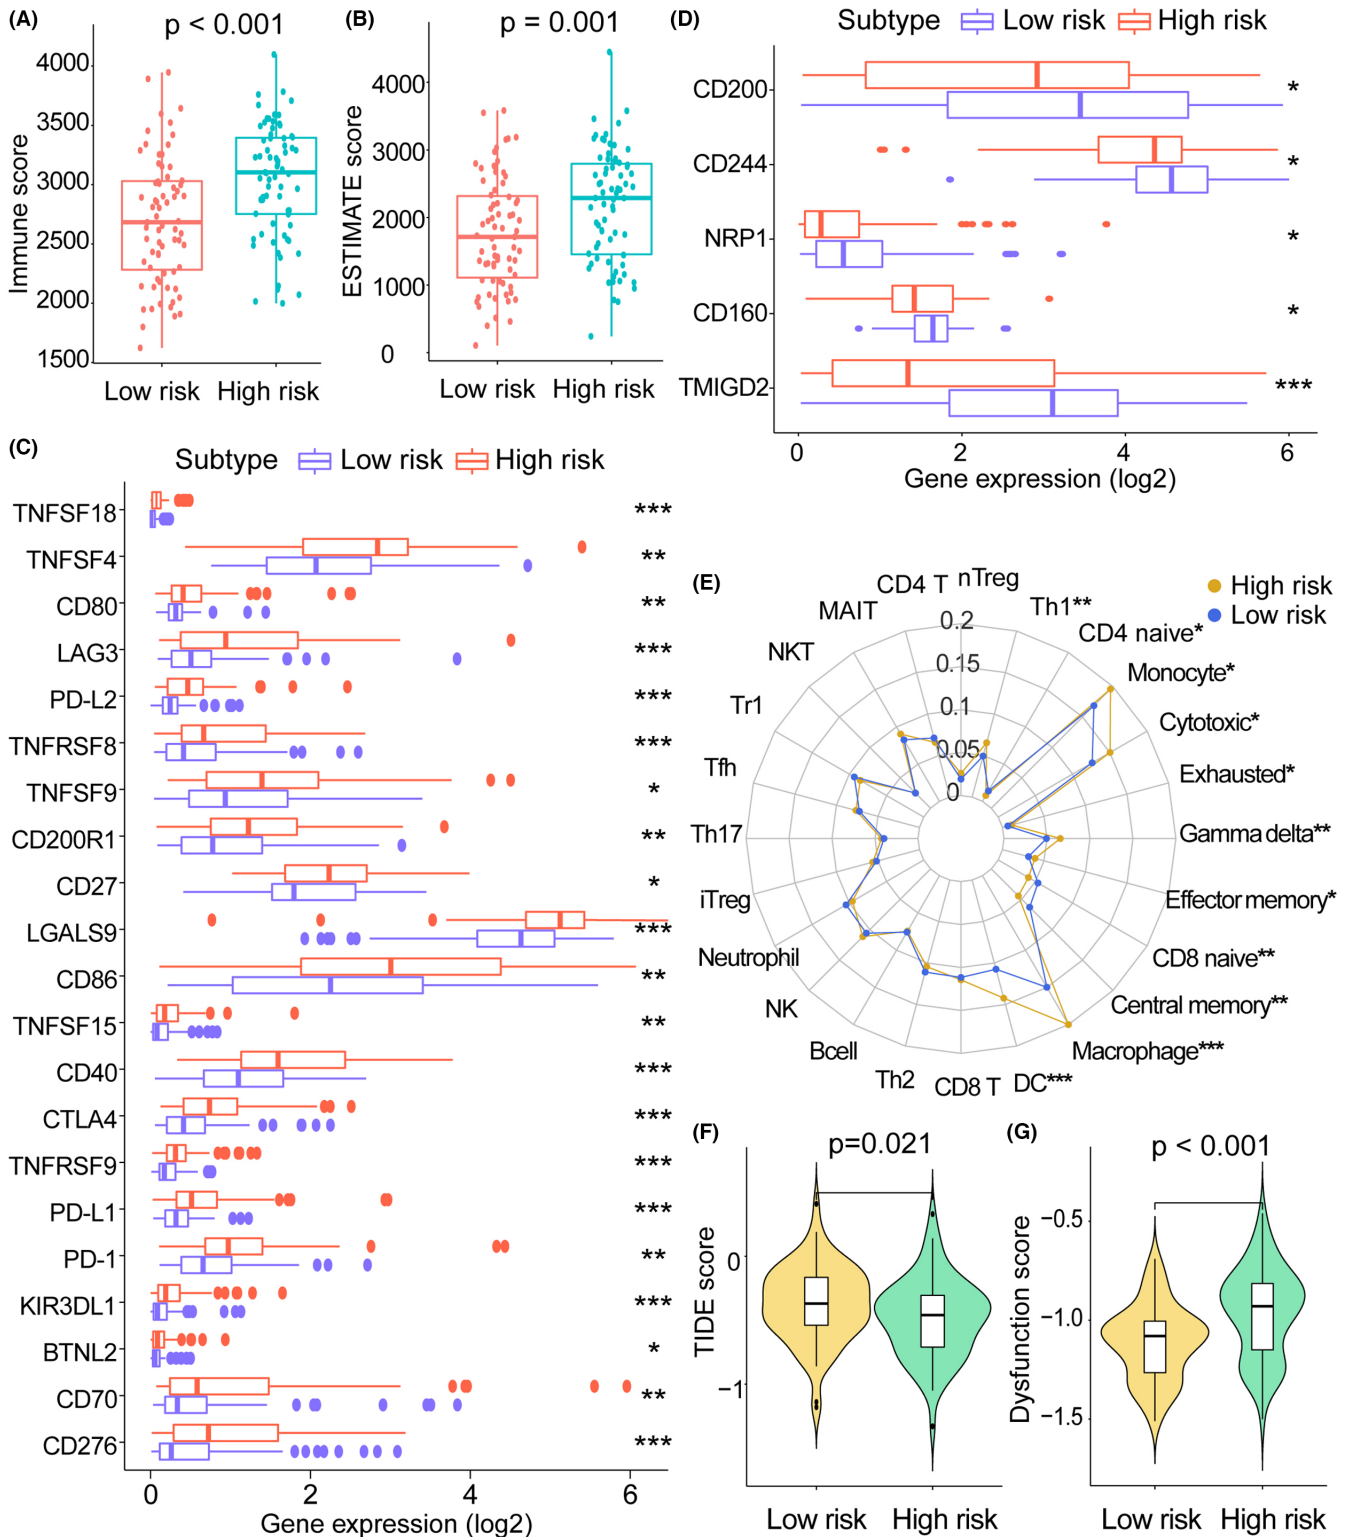 (A)
p < 0.001
Immune score
4000
3500
3000
2500
2000
1500
Low risk
High risk
(B)
p = 0.001
ESTIMATE score
4000
3000
2000
1000
0
Low risk
High risk
(D)
Subtype Low risk High risk
CD200 *
CD244 *
NRP1 *
CD160 *
TMIGD2 ***
0 2 4 6
Gene expression (log2)
(C)
Subtype Low risk High risk
TNFSF18 ***
TNFSF4 **
CD80 **
LAG3 ***
PD-L2 ***
TNFRSF8 ***
TNFSF9 *
CD200R1 **
CD27 *
LGALS9 ***
CD86 **
TNFSF15 **
CD40 ***
CTLA4 ***
TNFRSF9 ***
PD-L1 ***
PD-1 **
KIR3DL1 ***
BTNL2 *
CD70 **
CD276 ***
0 2 4 6
Gene expression (log2)
(E)
High risk
Low risk
nTreg
Th1**
CD4 naive*
Monocyte*
Cytotoxic*
Exhausted*
Gamma delta**
Effector memory*
CD8 naive**
Central memory**
Macrophage***
DC***
CD8 T
Th2
Bcell
NK
Neutrophil
iTreg
Th17
Tfh
Tr1
NKT
MAIT
CD4 T
0.2
0.15
0.1
0.05
0
(F)
p=0.021
TIDE score
0
−1
Low risk
High risk
(G)
p < 0.001
Dysfunction score
−0.5
−1.0
−1.5
Low risk
High risk